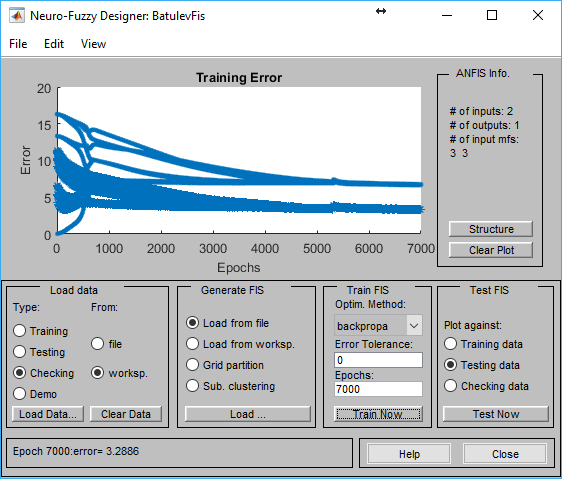 Neuro-Fuzzy Designer: BatulevFis
File Edit View
Training Error
20
15
10
5
0
Error
0 1000 2000 3000 4000 5000 6000 7000
Epochs
ANFIS Info.
# of inputs: 2
# of outputs: 1
# of input mfs:
3 3
Structure
Clear Plot
Load data
Type: From:
Training
Testing
Checking
Demo
file
worksp.
Load Data... Clear Data
Generate FIS
Load from file
Load from worksp.
Grid partition
Sub. clustering
Load ...
Train FIS
Optim. Method:
backpropa
Error Tolerance:
0
Epochs:
7000
Train Now
Test FIS
Plot against:
Training data
Testing data
Checking data
Test Now
Epoch 7000:error= 3.2886
Help Close